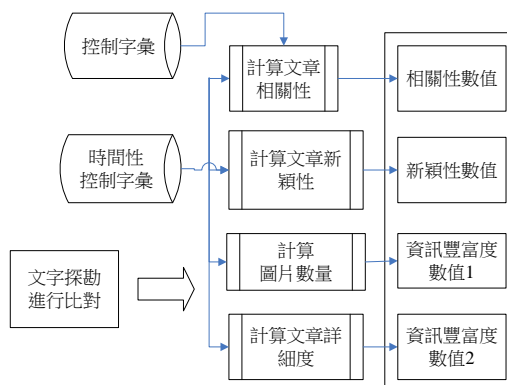 控制字彙
計算文章
相關性
相關性數值
時間性
控制字彙
計算文章新
穎性
新穎性數值
文字探勘
進行比對
計算
圖片數量
資訊豐富度
數值1
計算文章詳
細度
資訊豐富度
數值2